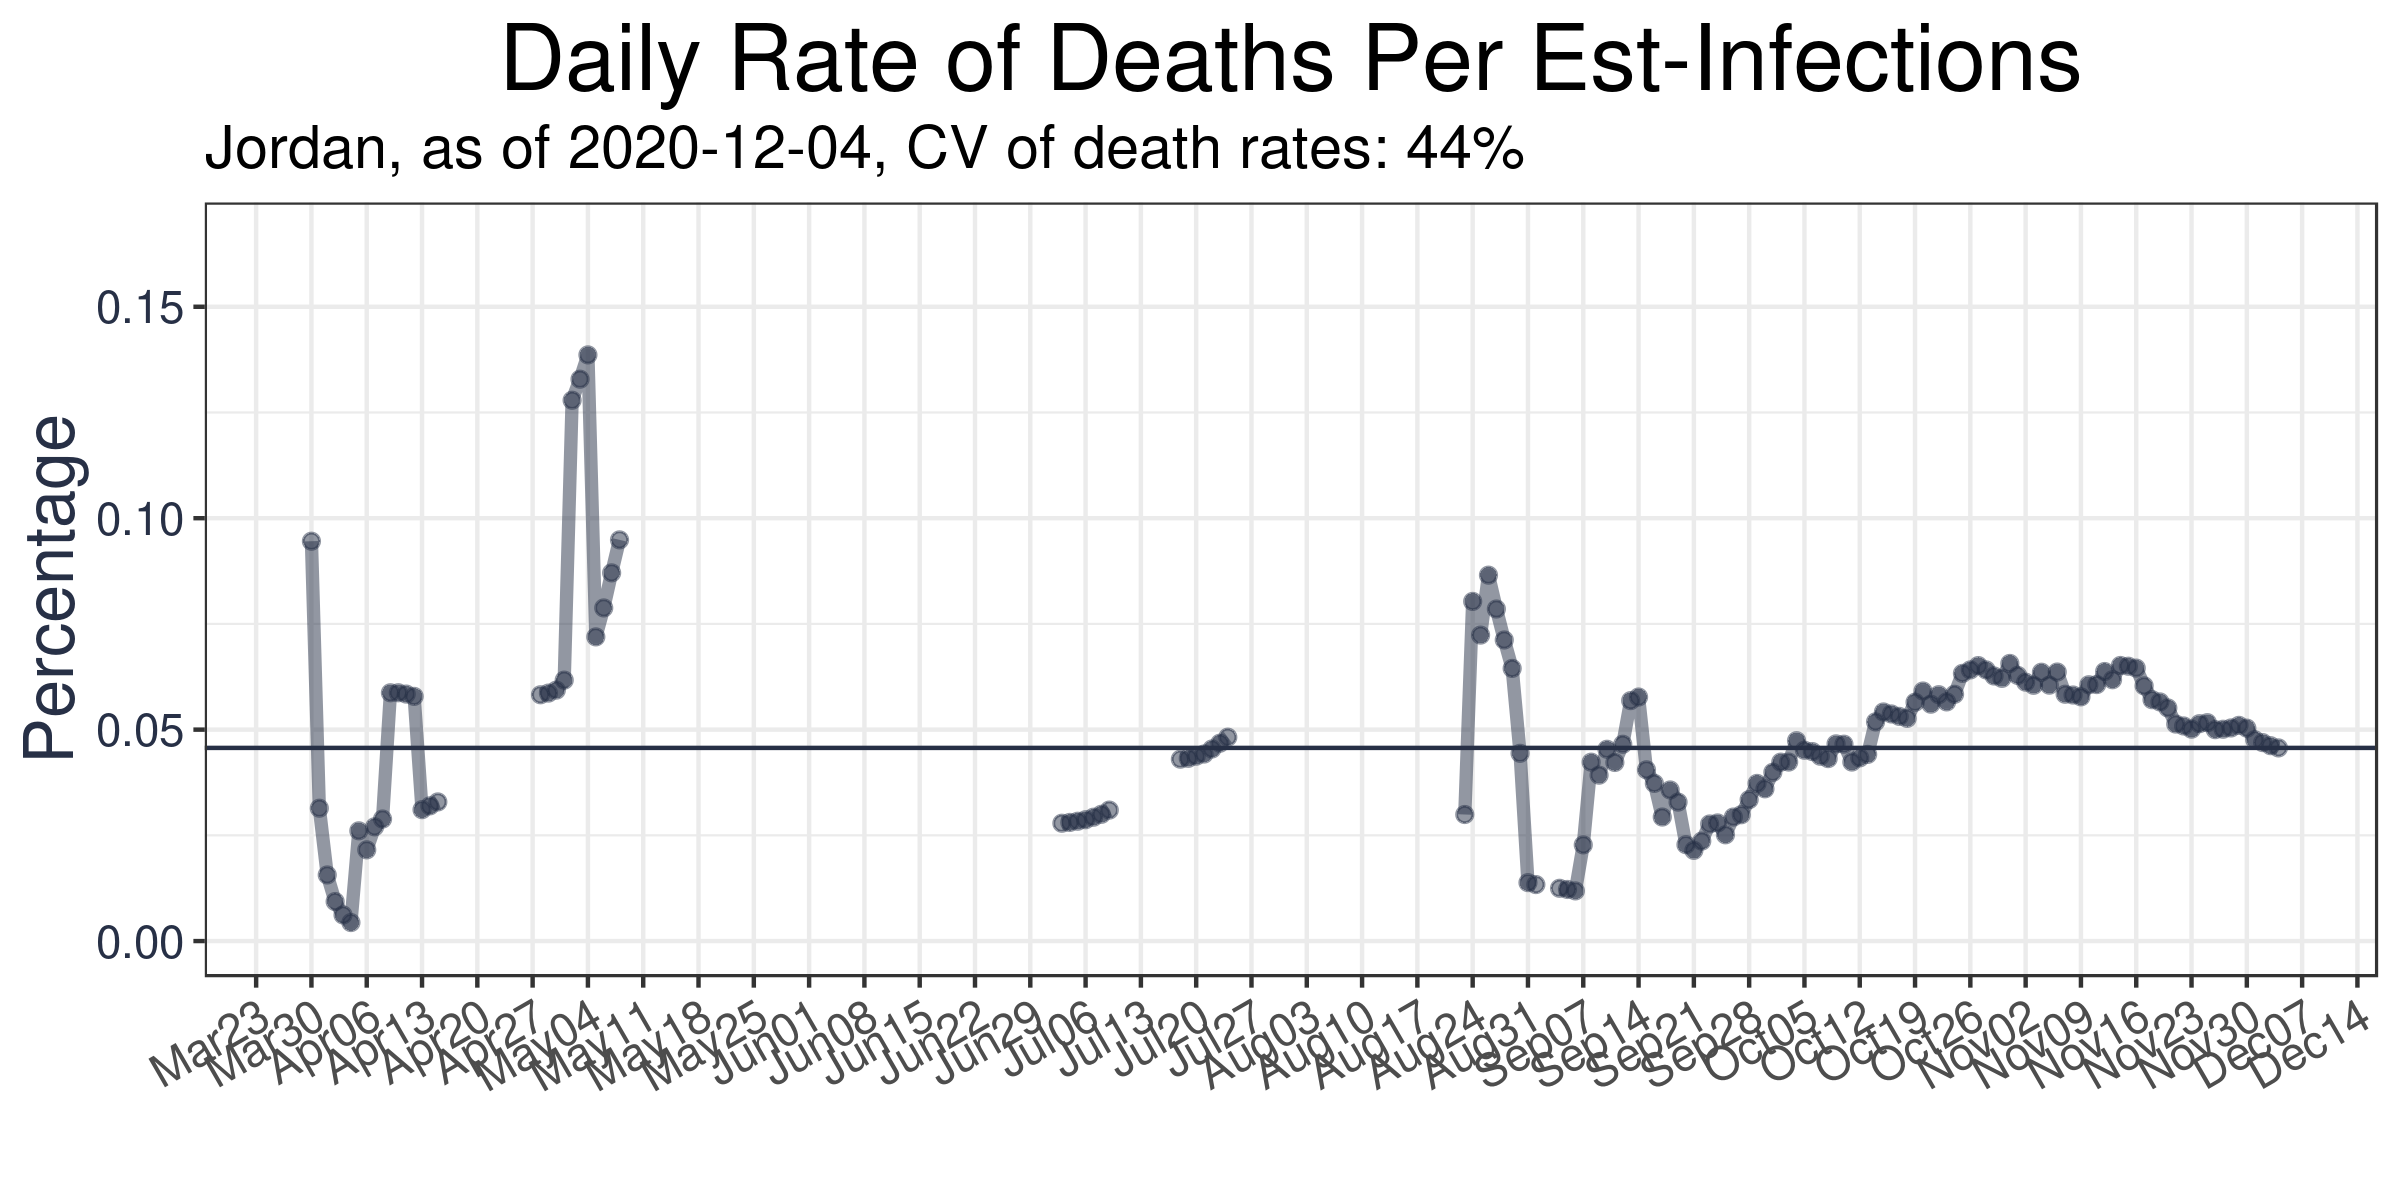 Daily Rate of Deaths Per Est-Infections
Jordan, as of 2020-12-04, CV of death rates: 44%
Percentage
0.15
0.10
0.05
0.00
Mar23
Mar30
Apr06
Apr13
Apr20
Apr27
May04
May11
May18
May25
Jun01
Jun08
Jun15
Jun22
Jun29
Jul06
Jul13
Jul20
Jul27
Aug03
Aug10
Aug17
Aug24
Aug31
Sep07
Sep14
Sep21
Sep28
Oct05
Oct12
Oct19
Oct26
Nov02
Nov09
Nov16
Nov23
Nov30
Dec07
Dec14